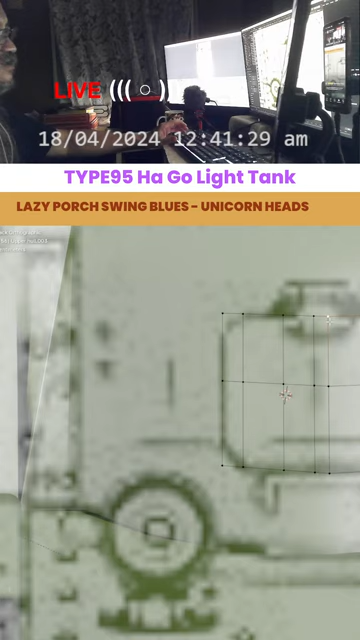 LIVE ((( ○ )
18/04/2024 12:41:29 am
TYPE95 Ha Go Light Tank
LAZY PORCH SWING BLUES - UNICORN HEADS